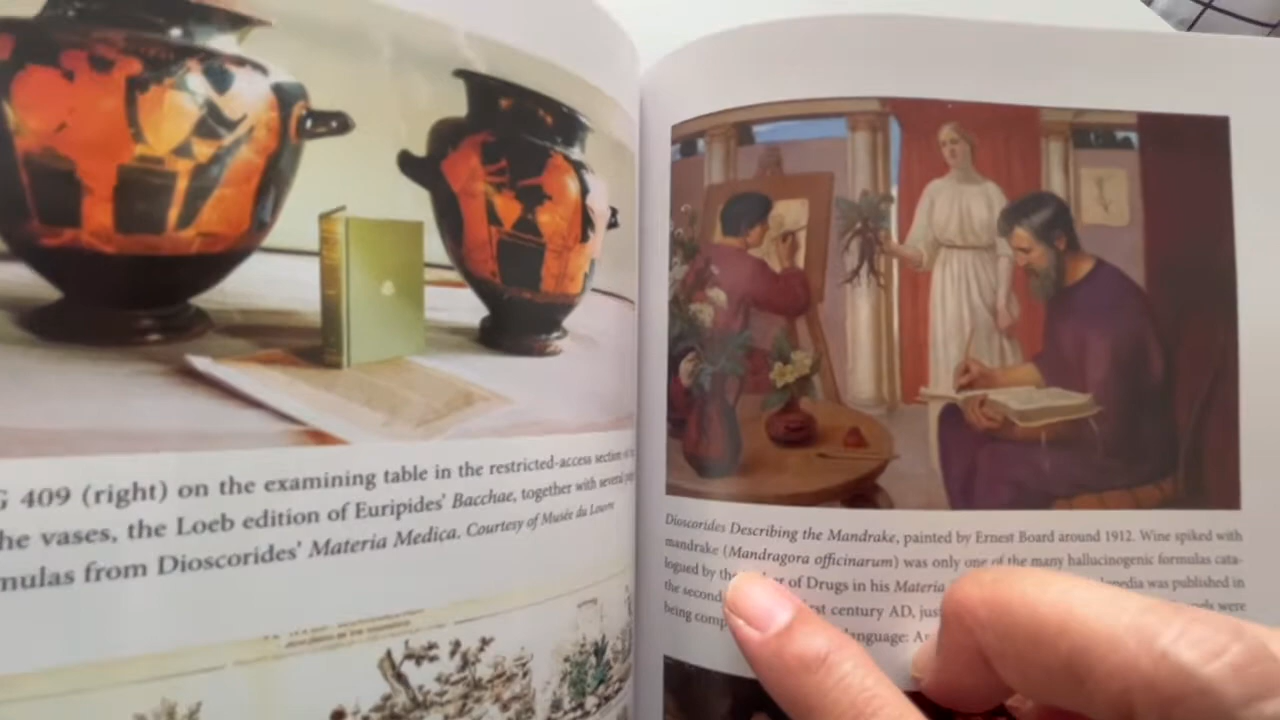 409 (right) on the examining table in the restricted-access section
he vases, the Loeb edition of Euripides' Bacchae, together with several
mulas from Dioscorides' Materia Medica. Courtesy of Musée du Louvre
Dioscorides Describing the Mandrake, painted by Ernest Board around 1912. Wine spiked with
mandrake (Mandragora officinarum) was only one of the many hallucinogenic formulas cata-
logued by the of Drugs in his Materia was published in
the second century AD, jus
being comp language: A